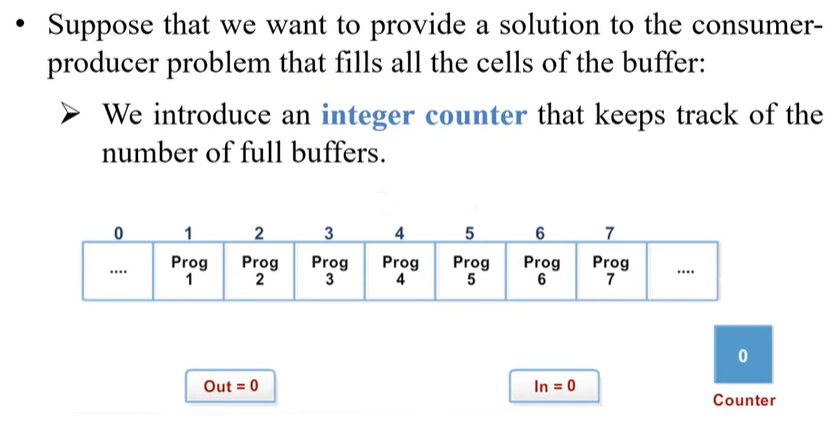 • Suppose that we want to provide a solution to the consumer-
producer problem that fills all the cells of the buffer:
➢ We introduce an integer counter that keeps track of the
number of full buffers.
0 1 2 3 4 5 6 7
.... Prog Prog Prog Prog Prog Prog Prog ....
1 2 3 4 5 6 7
0
Out = 0 In = 0
Counter